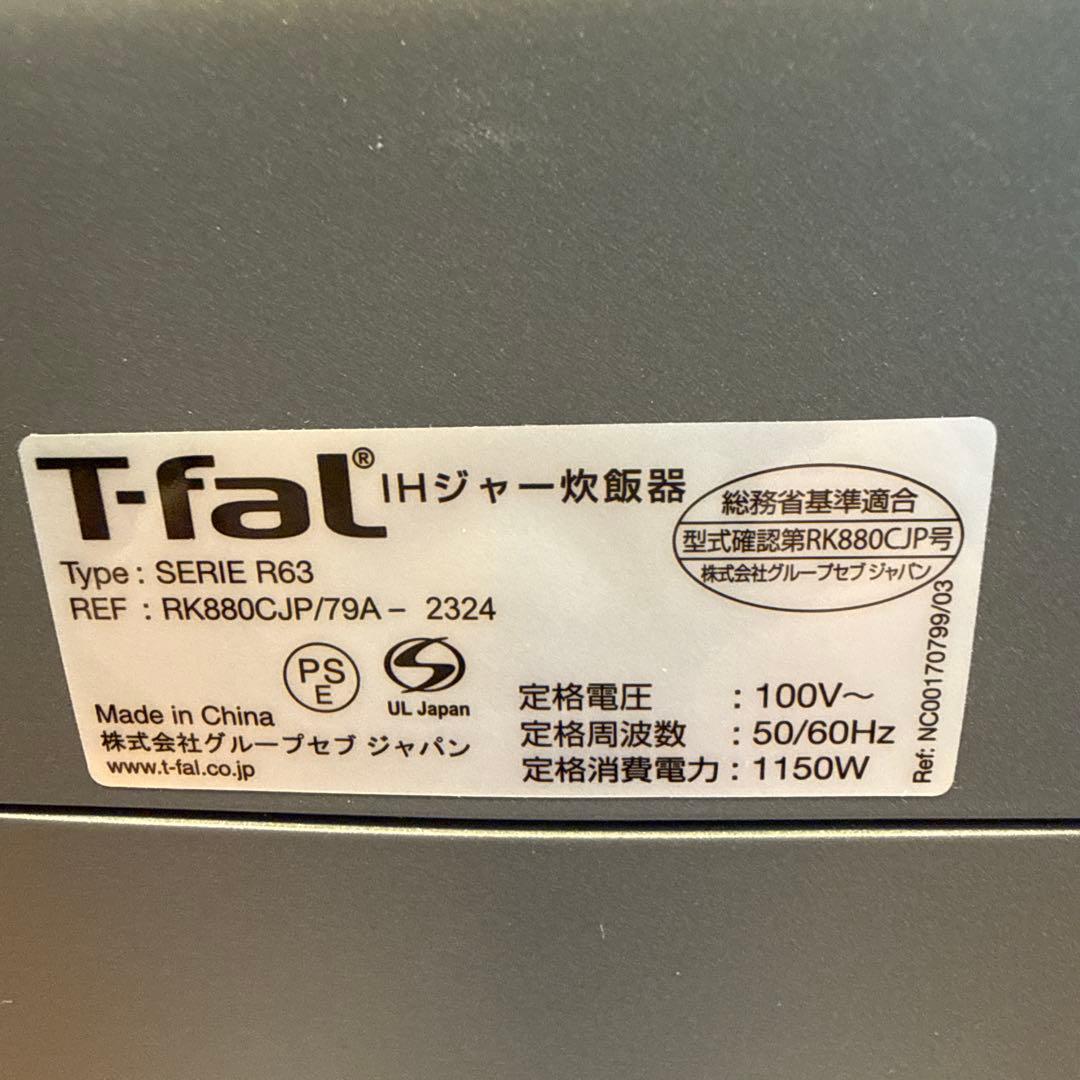 T-fal® IHジャー炊飯器
総務省基準適合
型式確認第RK880CJP号
株式会社グループセブ ジャパン
Type : SERIE R63
REF : RK880CJP/79A – 2324
PS
E
UL Japan
Made in China
株式会社グループセブ ジャパン
www.t-fal.co.jp
定格電圧 : 100V～
定格周波数 : 50/60Hz
定格消費電力 : 1150W
Ref: NC00170799/03